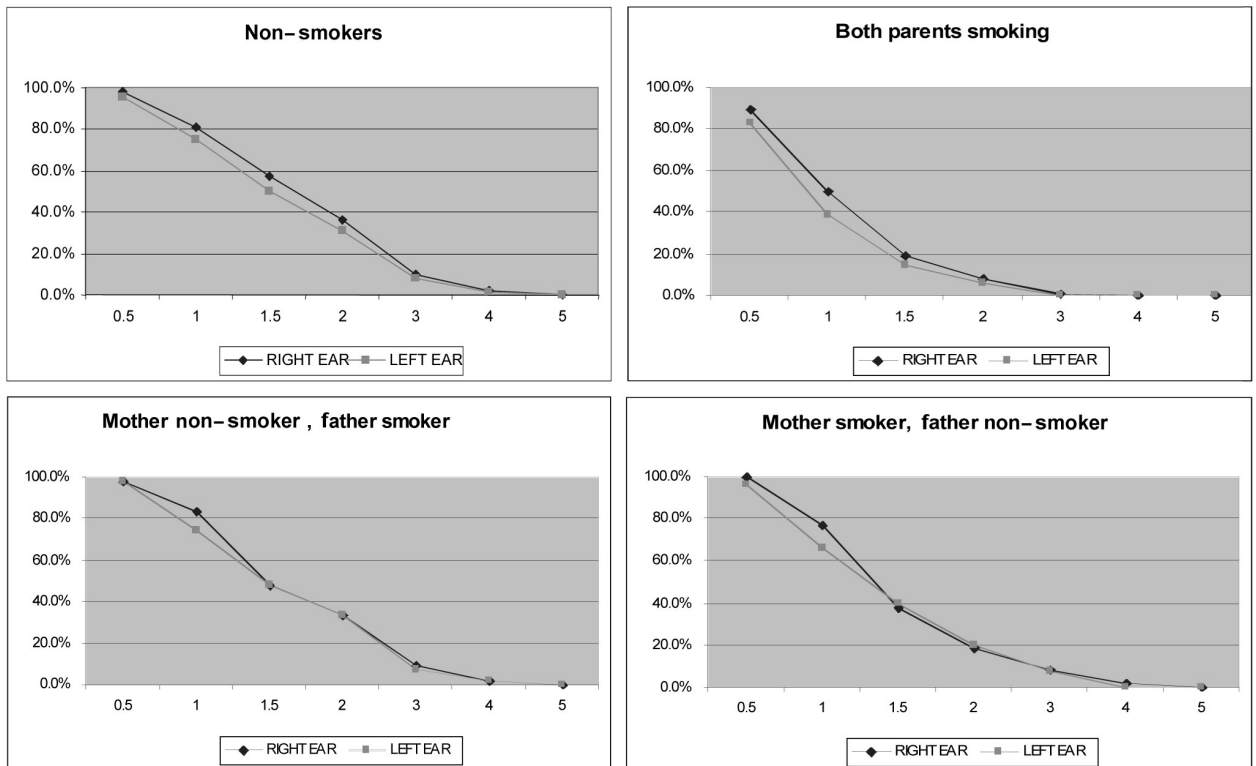 Non-smokers
100.0%
80.0%
60.0%
40.0%
20.0%
0.0%
0.5 1 1.5 2 3 4 5
RIGHT EAR LEFT EAR
Both parents smoking
100.0%
80.0%
60.0%
40.0%
20.0%
0.0%
0.5 1 1.5 2 3 4 5
RIGHT EAR LEFT EAR
Mother non-smoker , father smoker
100.0%
80.0%
60.0%
40.0%
20.0%
0.0%
0.5 1 1.5 2 3 4 5
RIGHT EAR LEFT EAR
Mother smoker, father non-smoker
100.0%
80.0%
60.0%
40.0%
20.0%
0.0%
0.5 1 1.5 2 3 4 5
RIGHT EAR LEFT EAR